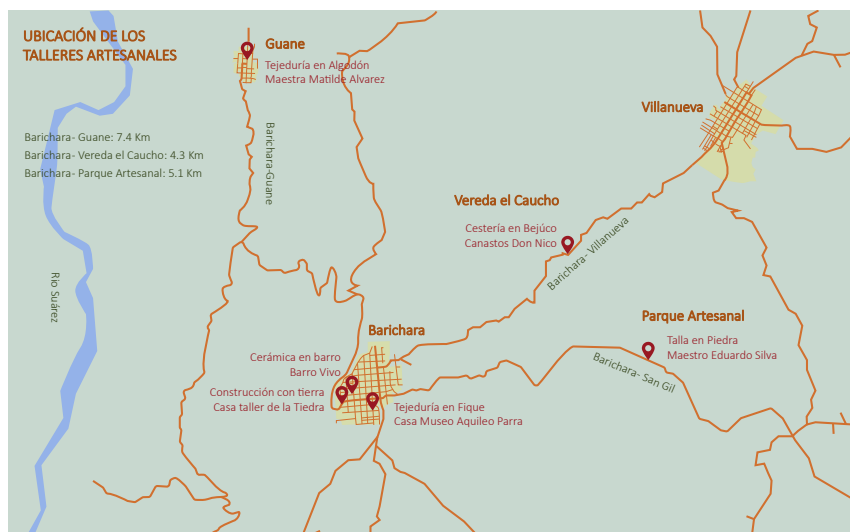 UBICACIÓN DE LOS
TALLERES ARTESANALES
Guane
Tejeduría en Algodón
Maestra Matilde Alvarez
Villanueva
Barichara- Guane: 7.4 Km
Barichara- Vereda el Caucho: 4.3 Km
Barichara- Parque Artesanal: 5.1 Km
Barichara-Guane
Vereda el Caucho
Cestería en Bejúco
Canastos Don Nico
Barichara- Villanueva
Rio Suárez
Parque Artesanal
Talla en Piedra
Maestro Eduardo Silva
Barichara- San Gil
Barichara
Cerámica en barro
Barro Vivo
Construcción con tierra
Casa taller de la Tiedra
Tejeduría en Fique
Casa Museo Aquileo Parra